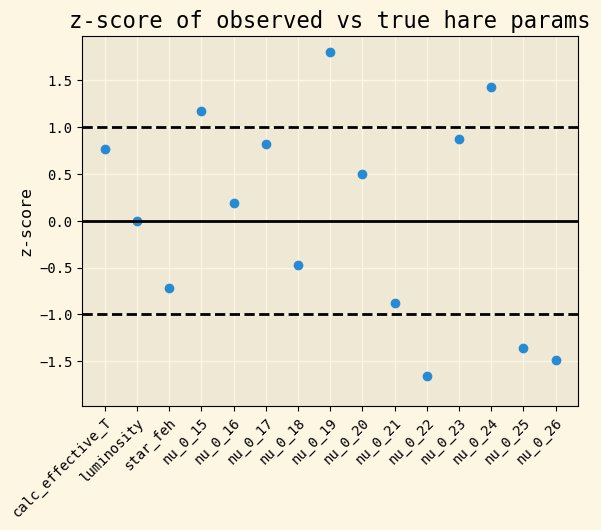 z-score of observed vs true hare params
z-score
1.5
1.0
0.5
0.0
−0.5
−1.0
−1.5
calc_effective_T
luminosity
star_feh
nu_0_15
nu_0_16
nu_0_17
nu_0_18
nu_0_19
nu_0_20
nu_0_21
nu_0_22
nu_0_23
nu_0_24
nu_0_25
nu_0_26